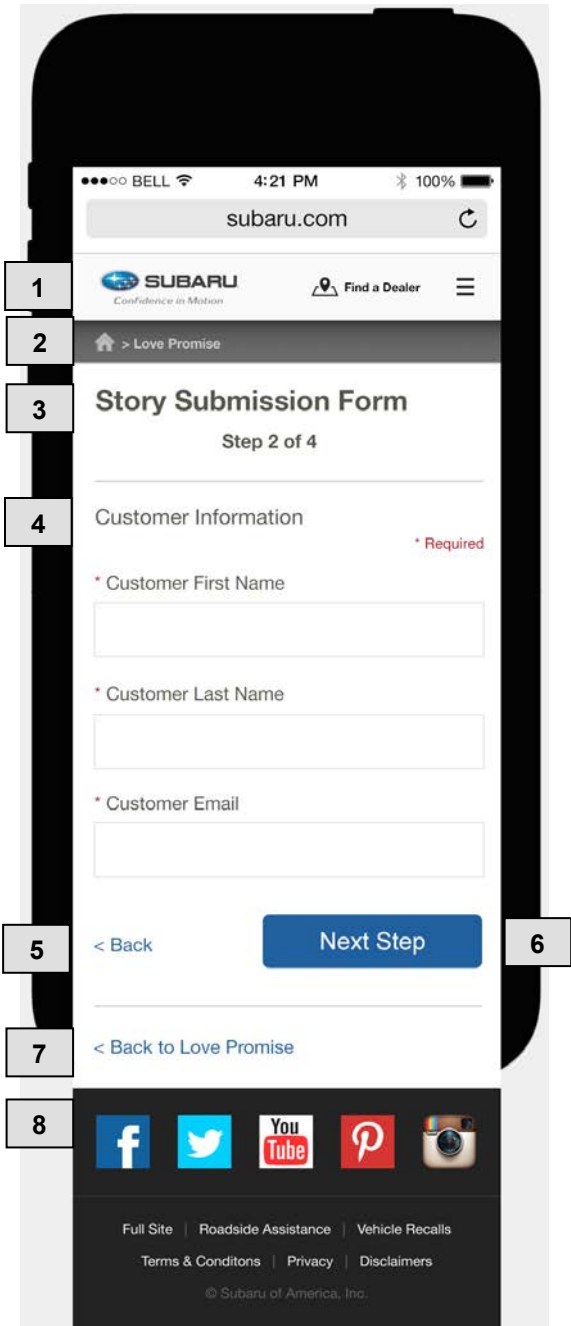 ●●●○○ BELL 4:21 PM 100%
subaru.com
1
SUBARU
Confidence in Motion
Find a Dealer
2
> Love Promise
3
Story Submission Form
Step 2 of 4
4
Customer Information
* Required
* Customer First Name
* Customer Last Name
* Customer Email
5
< Back
Next Step
6
7
< Back to Love Promise
8
f
You
Tube
Full Site | Roadside Assistance | Vehicle Recalls
Terms & Conditons | Privacy | Disclaimers
© Subaru of America, Inc.